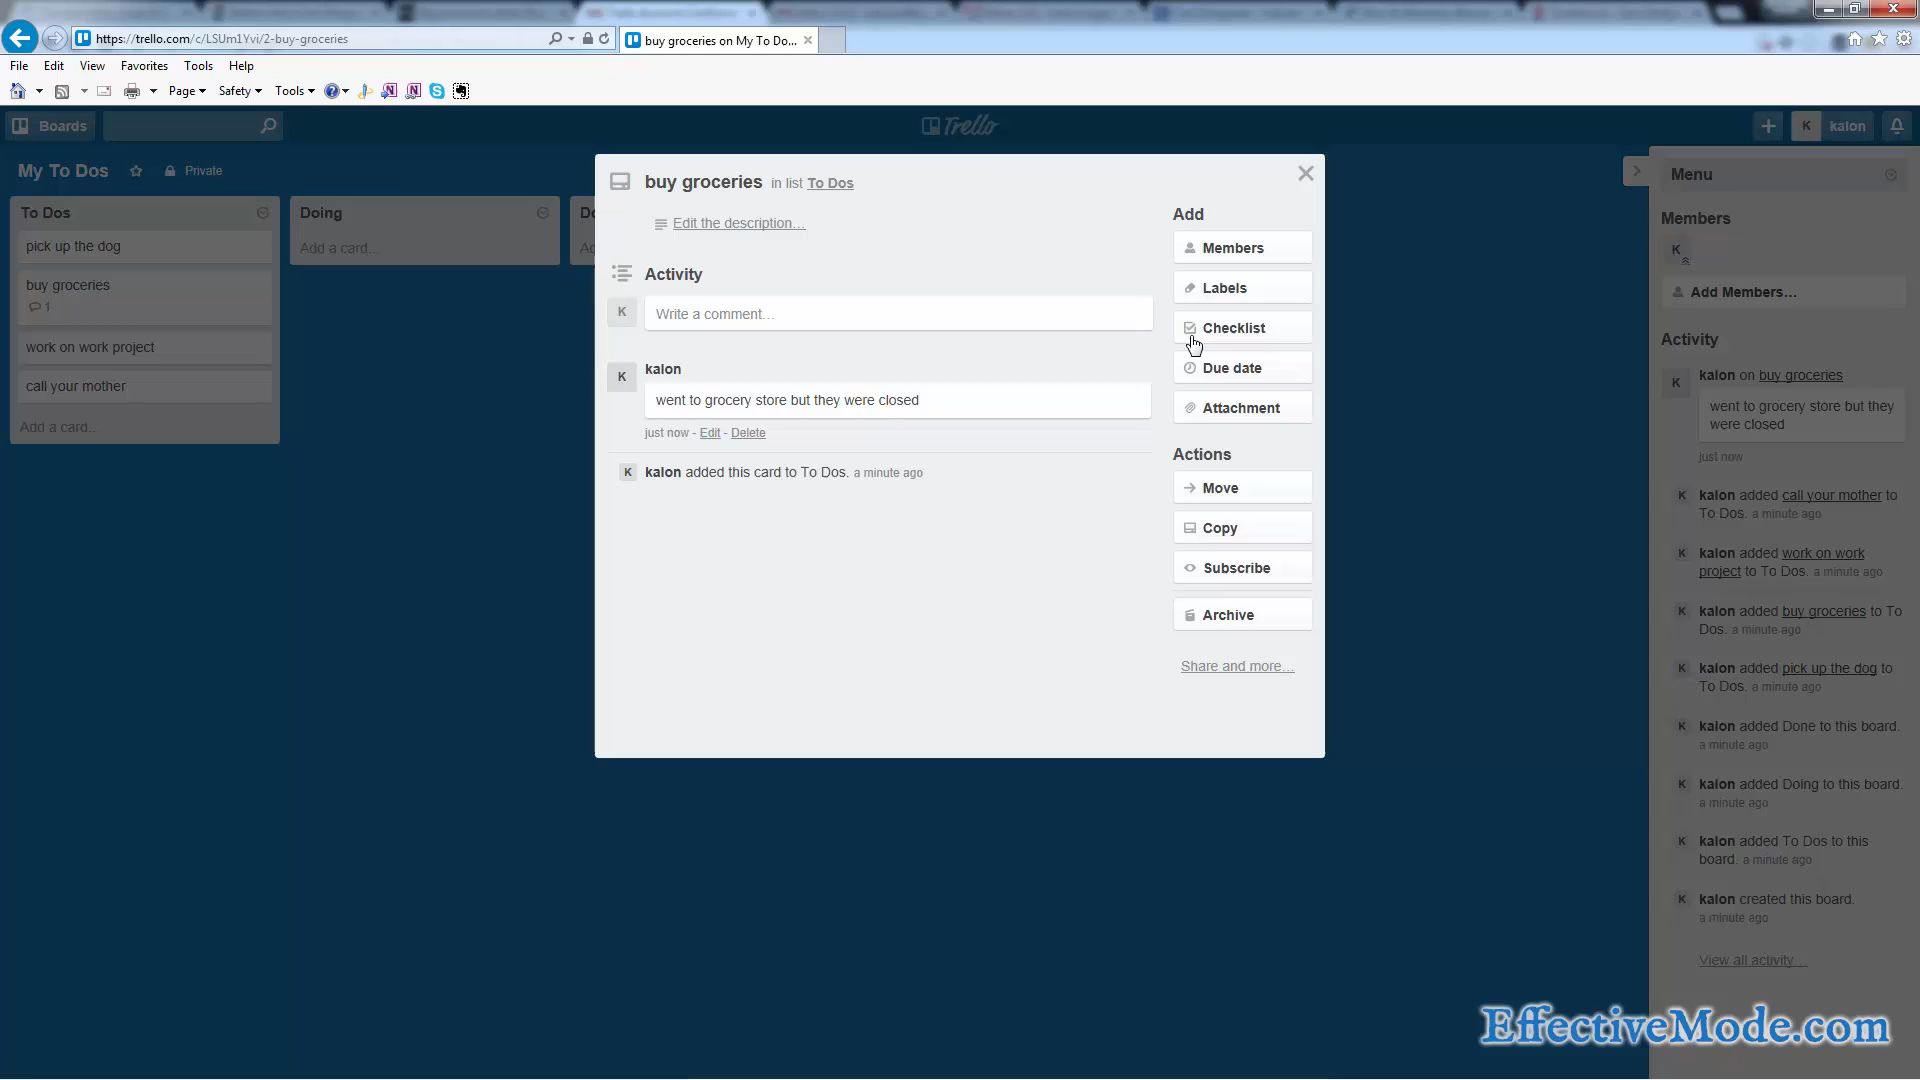 https://trello.com/c/LSUm1Yvi/2-buy-groceries
buy groceries on My To Do...
File Edit View Favorites Tools Help
Page Safety Tools
Boards
Trello
K kalon
My To Dos Private
To Dos
pick up the dog
buy groceries
1
work on work project
call your mother
Add a card...
Doing
Add a card...
buy groceries in list To Dos
Edit the description...
Activity
K
Write a comment...
K kalon
went to grocery store but they were closed
just now - Edit - Delete
K kalon added this card to To Dos. a minute ago
Add
Members
Labels
Checklist
Due date
Attachment
Actions
Move
Copy
Subscribe
Archive
Share and more...
Menu
Members
K
Add Members...
Activity
K kalon on buy groceries
went to grocery store but they
were closed
just now
K kalon added call your mother to
To Dos. a minute ago
K kalon added work on work
project to To Dos. a minute ago
K kalon added buy groceries to To
Dos. a minute ago
K kalon added pick up the dog to
To Dos. a minute ago
K kalon added Done to this board.
a minute ago
K kalon added Doing to this board.
a minute ago
K kalon added To Dos to this
board. a minute ago
K kalon created this board.
a minute ago
View all activity...
EffectiveMode.com